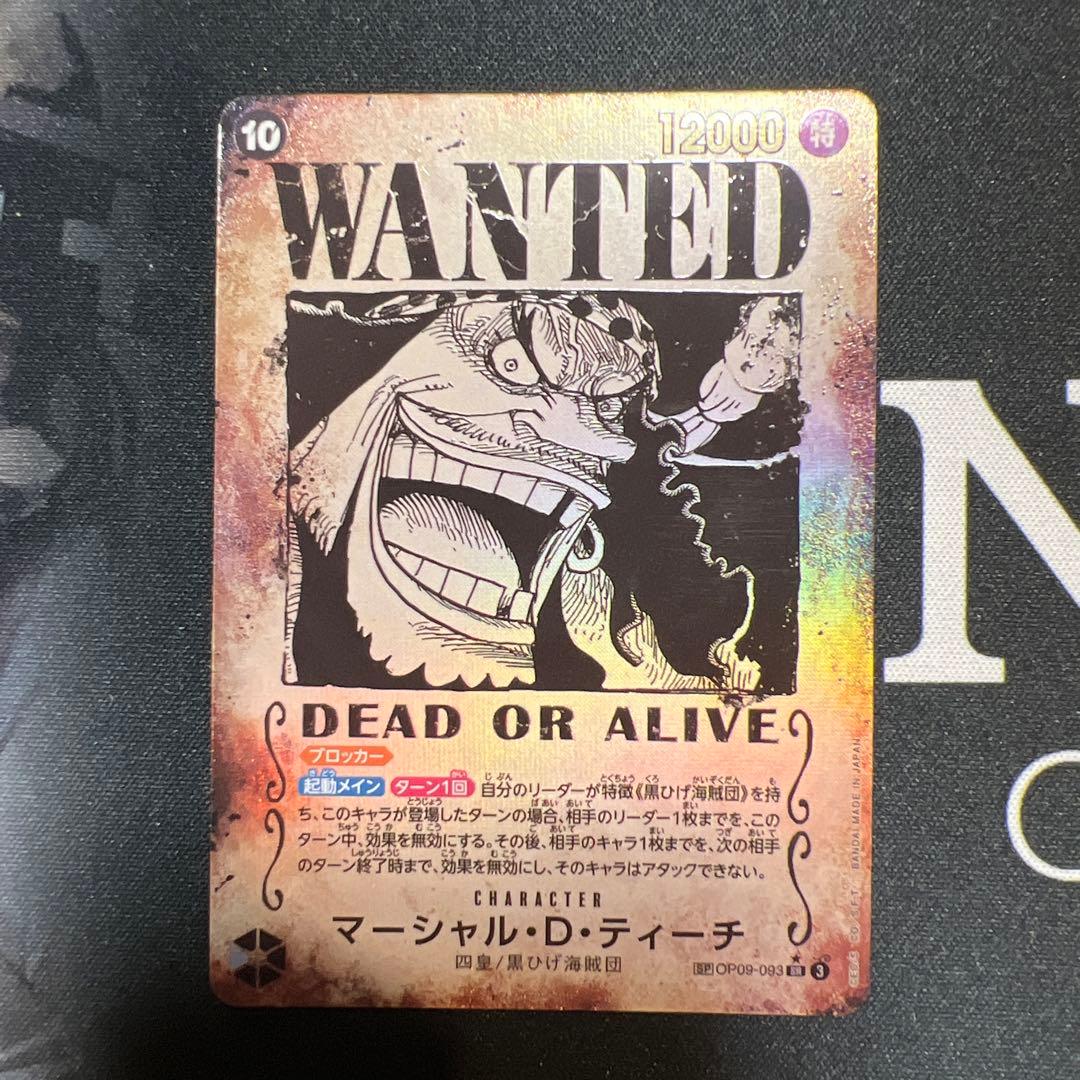 10
12000 特
WANTED
DEAD OR ALIVE
ブロッカー
起動メイン ターン1回 自分のリーダーが特徴《黒ひげ海賊団》を持
ち、このキャラが登場したターンの場合、相手のリーダー1枚までを、この
ターン中、効果を無効にする。その後、相手のキャラ1枚までを、次の相手
のターン終了時まで、効果を無効にし、そのキャラはアタックできない。
CHARACTER
マーシャル・D・ティーチ
四皇/黒ひげ海賊団
SP OP09-093 SR 3
BANDAI MADE IN JAPAN
N